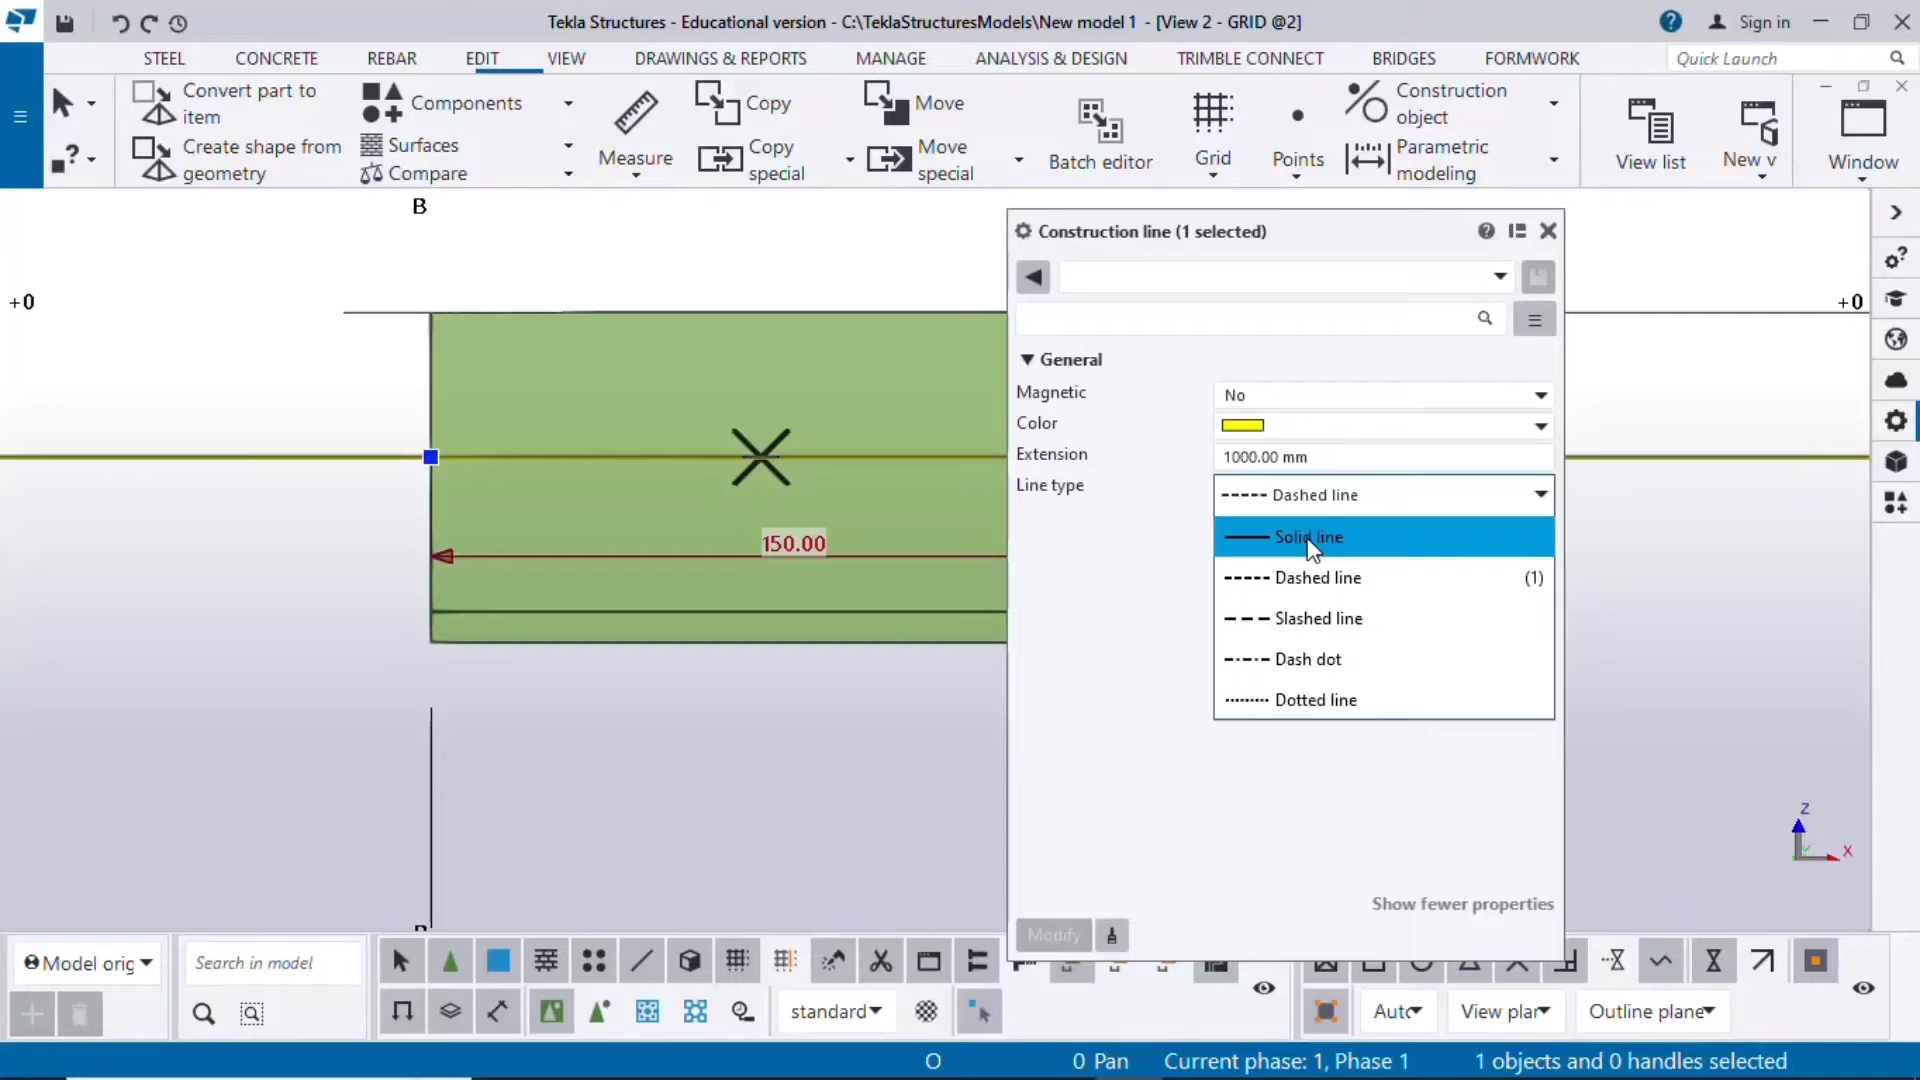 Tekla Structures - Educational version - C:\TeklaStructuresModels\New model 1 - [View 2 - GRID @2]
Sign in
STEEL CONCRETE REBAR EDIT VIEW DRAWINGS & REPORTS MANAGE ANALYSIS & DESIGN TRIMBLE CONNECT BRIDGES FORMWORK Quick Launch
Convert part to
item
Create shape from
geometry
Components
Surfaces
Compare
Measure
Copy
Copy
special
Move
Move
special
Batch editor
Grid
Points
Construction
object
Parametric
modeling
View list
New v
Window
B
+0
+0
150.00
Construction line (1 selected)
General
Magnetic No
Color
Extension 1000.00 mm
Line type Dashed line
Solid line
Dashed line (1)
Slashed line
Dash dot
Dotted line
Show fewer properties
Modify
Z
X
Model orig
Search in model
standard
Auto
View plar
Outline plane
O 0 Pan Current phase: 1, Phase 1 1 objects and 0 handles selected